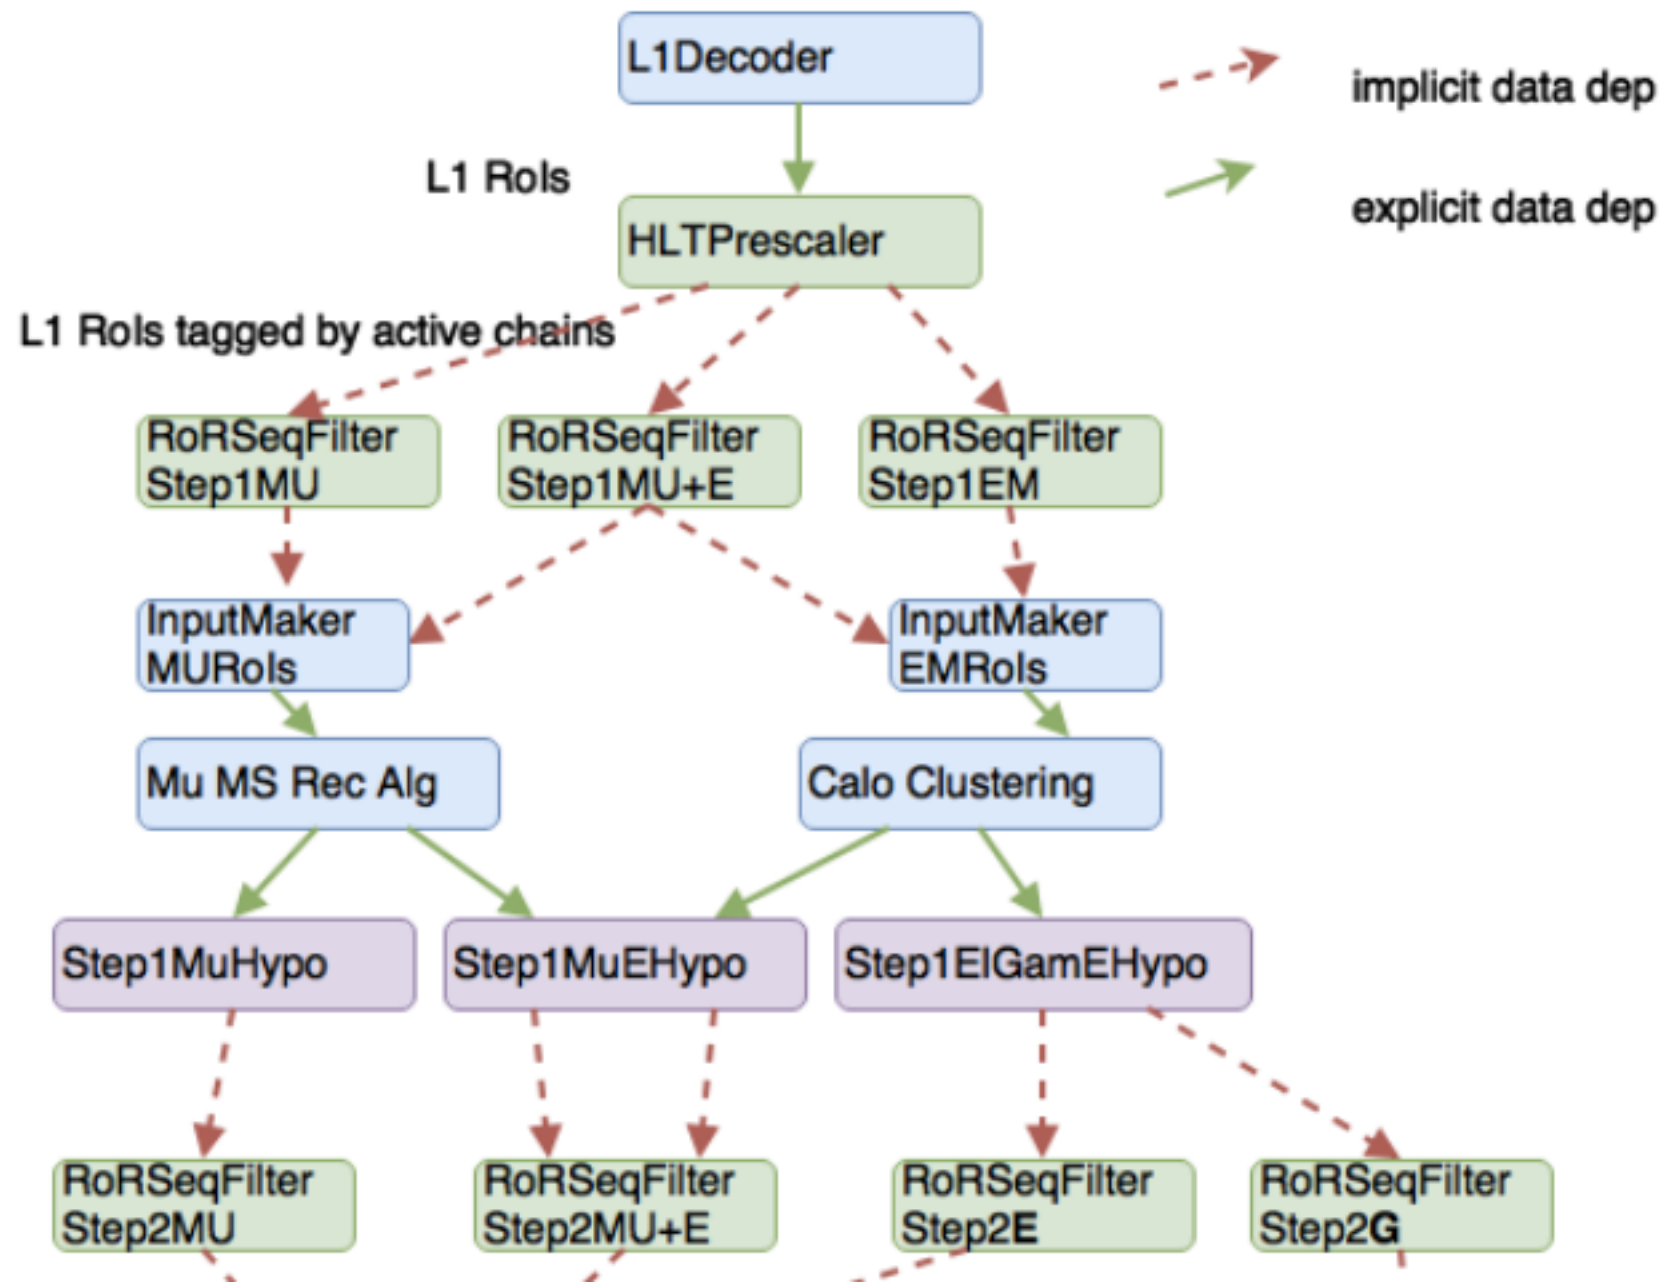 L1Decoder
implicit data dep
L1 RoIs
explicit data dep
HLTPrescaler
L1 RoIs tagged by active chains
RoRSeqFilter
Step1MU
RoRSeqFilter
Step1MU+E
RoRSeqFilter
Step1EM
InputMaker
MURoIs
InputMaker
EMRoIs
Mu MS Rec Alg
Calo Clustering
Step1MuHypo
Step1MuEHypo
Step1ElGamEHypo
RoRSeqFilter
Step2MU
RoRSeqFilter
Step2MU+E
RoRSeqFilter
Step2E
RoRSeqFilter
Step2G